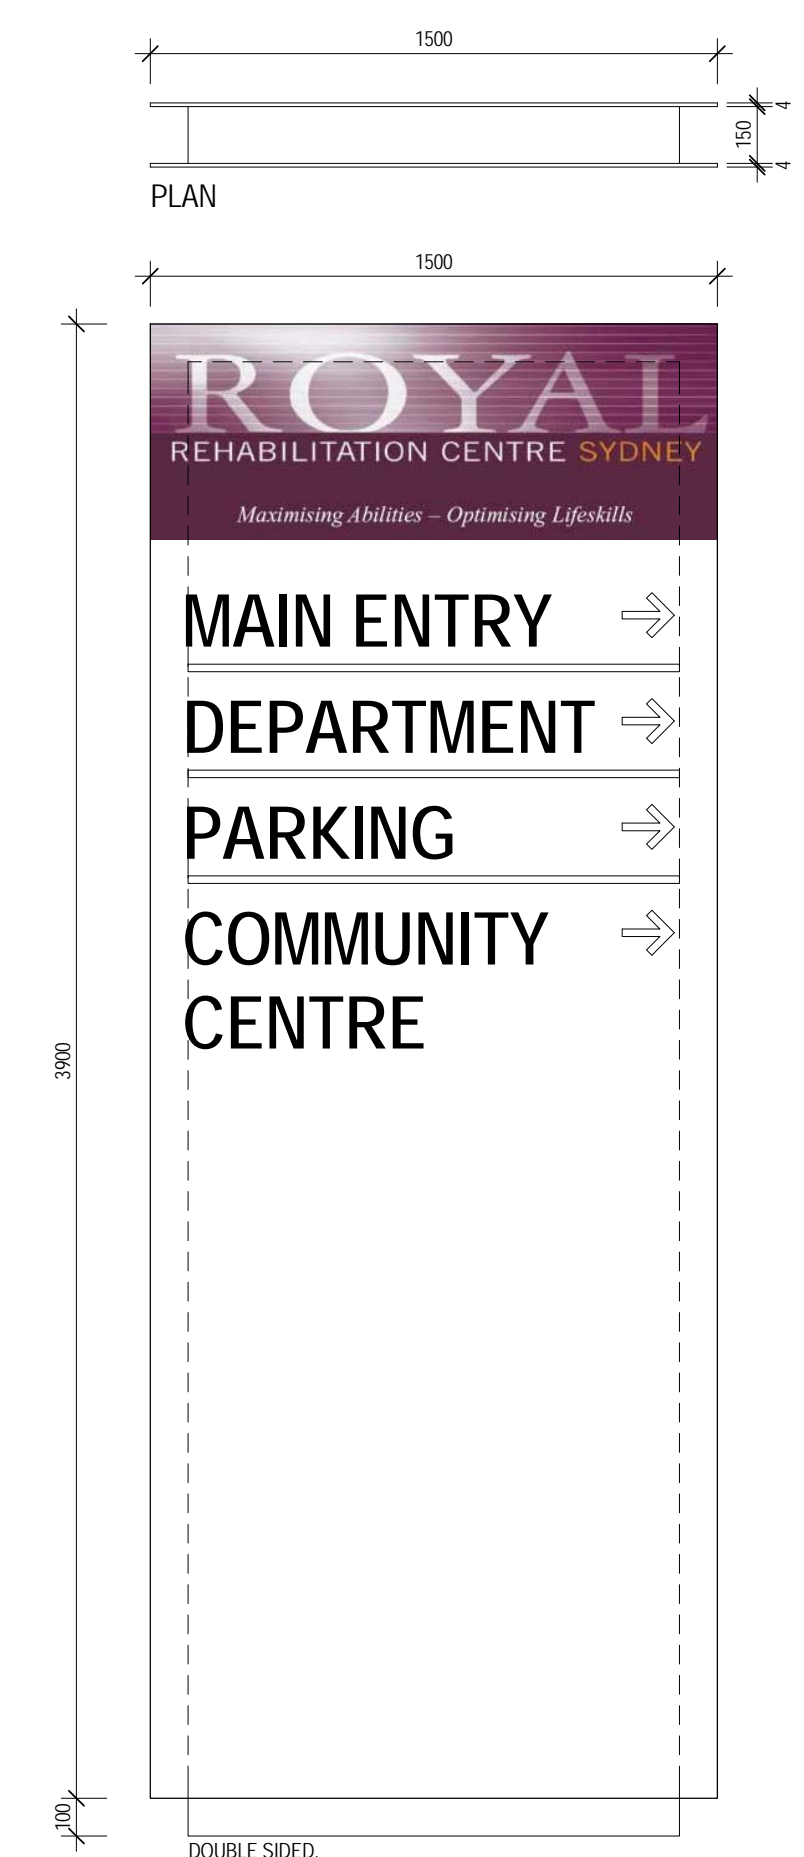 1500
4
150
4
PLAN
1500
ROYAL
REHABILITATION CENTRE SYDNEY
Maximising Abilities – Optimising Lifeskills
MAIN ENTRY
DEPARTMENT
PARKING
COMMUNITY
CENTRE
3900
100
DOUBLE SIDED.